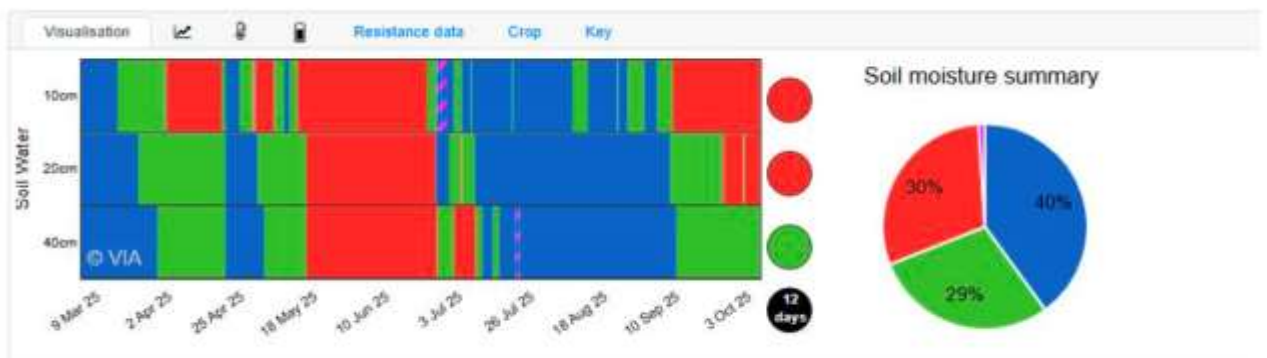 Visualisation Resistance data Crop Key
Soil moisture summary
Soil Water
10cm
20cm
40cm
© VIA
9 Mar 25
2 Apr 25
25 Apr 25
18 May 25
10 Jun 25
3 Jul 25
26 Jul 25
18 Aug 25
10 Sep 25
3 Oct 25
12
days
30%
40%
29%